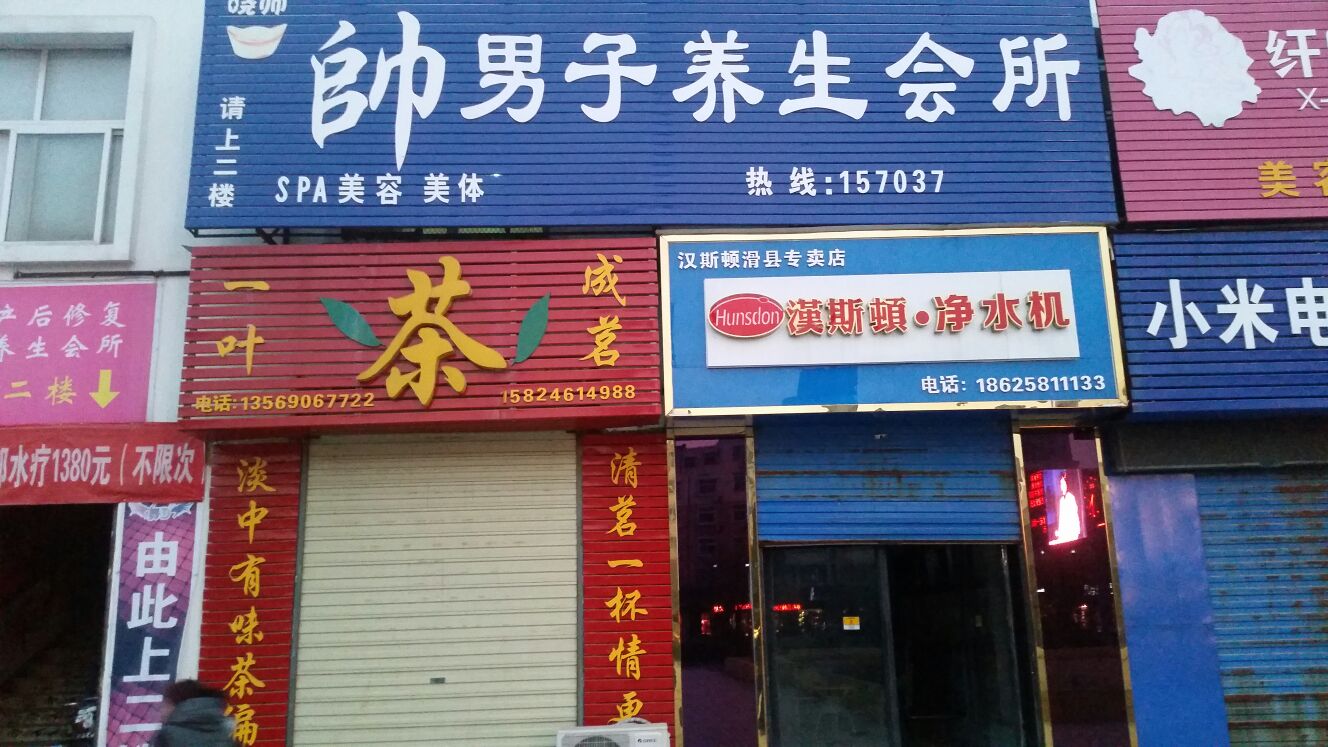 请上二楼
帥男子养生会所
SPA美容 美体
热线:157037
美
一叶
茶
成茗
电话:13569067722
15824614988
汉斯顿滑县专卖店
Hunsdon
漢斯頓·净水机
电话: 18625811133
小米电
产后修复
养生会所
二楼
水疗1380元(不限次
由此上二
淡中有味茶偏
清茗一杯情更